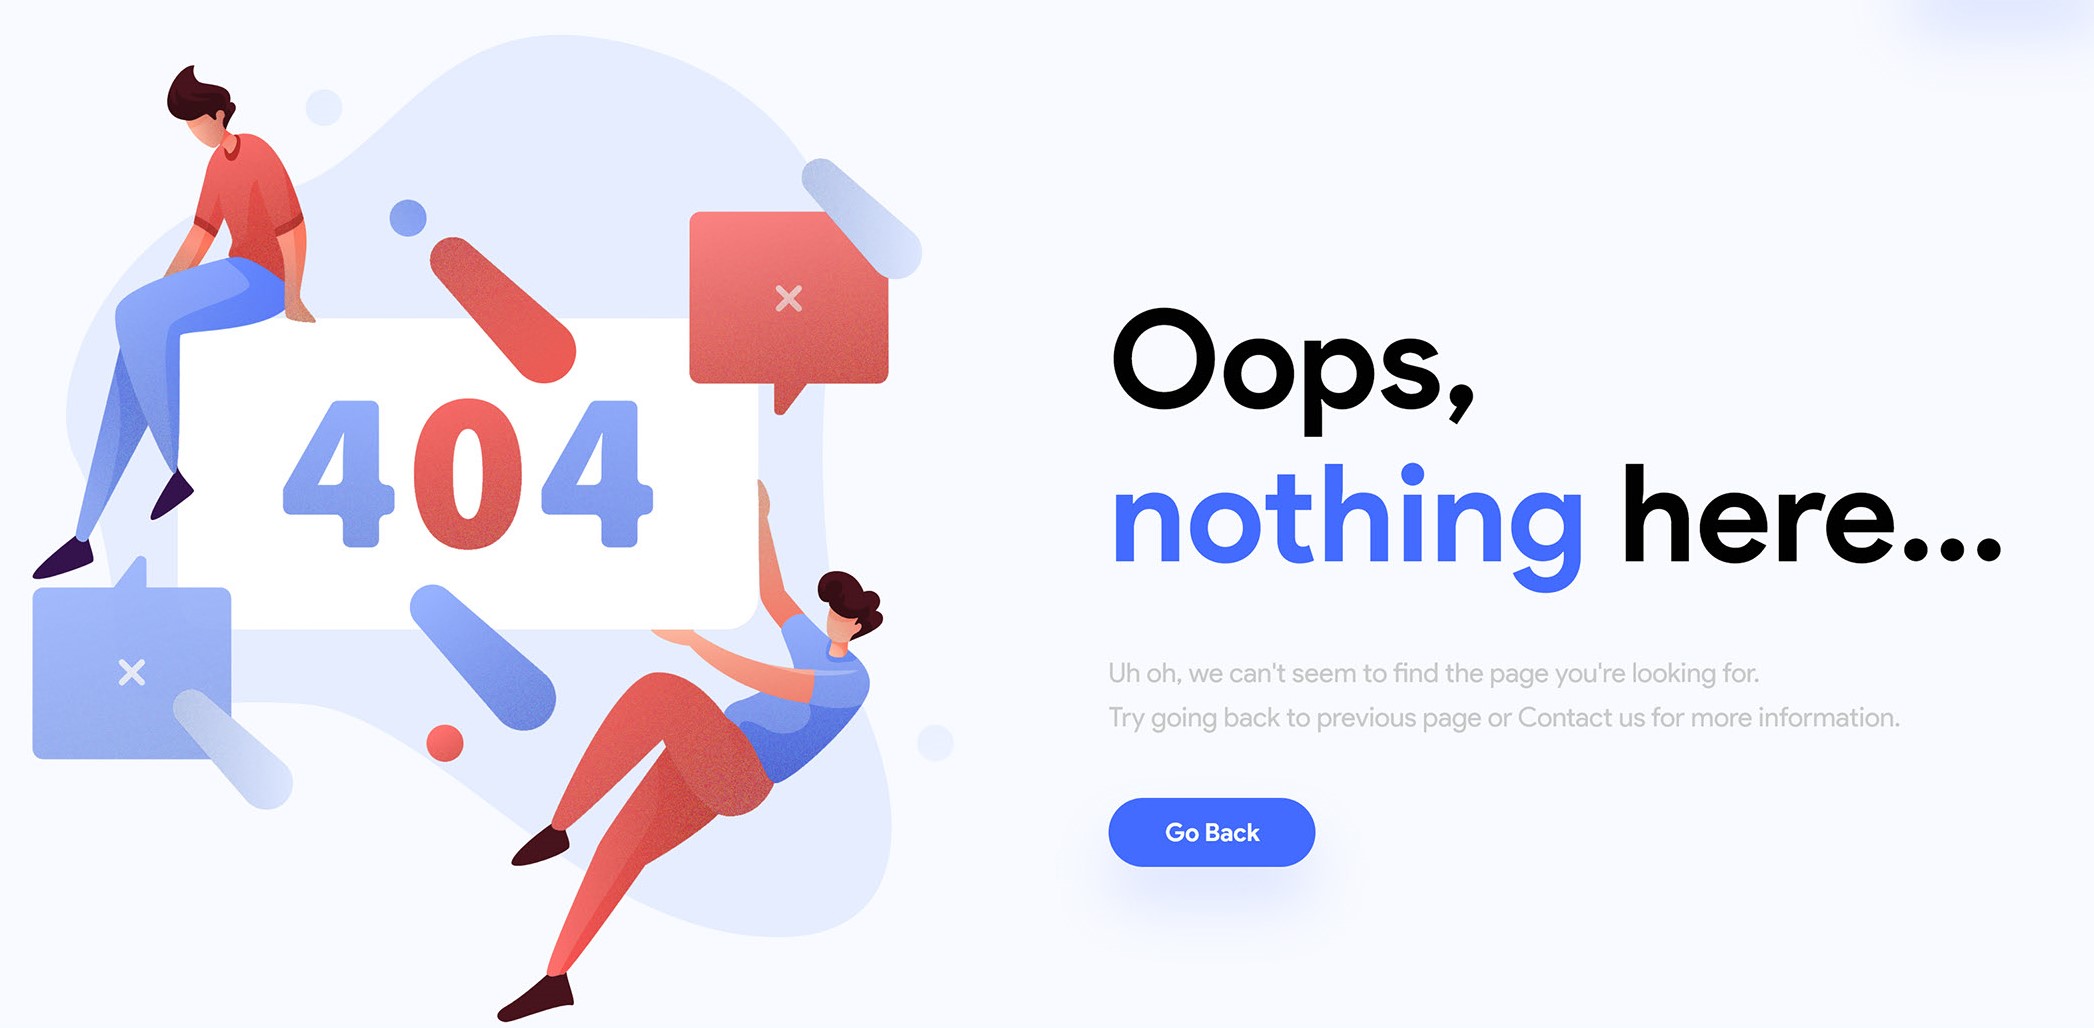 404
Oops,
nothing here...
Uh oh, we can't seem to find the page you're looking for.
Try going back to previous page or Contact us for more information.
Go Back